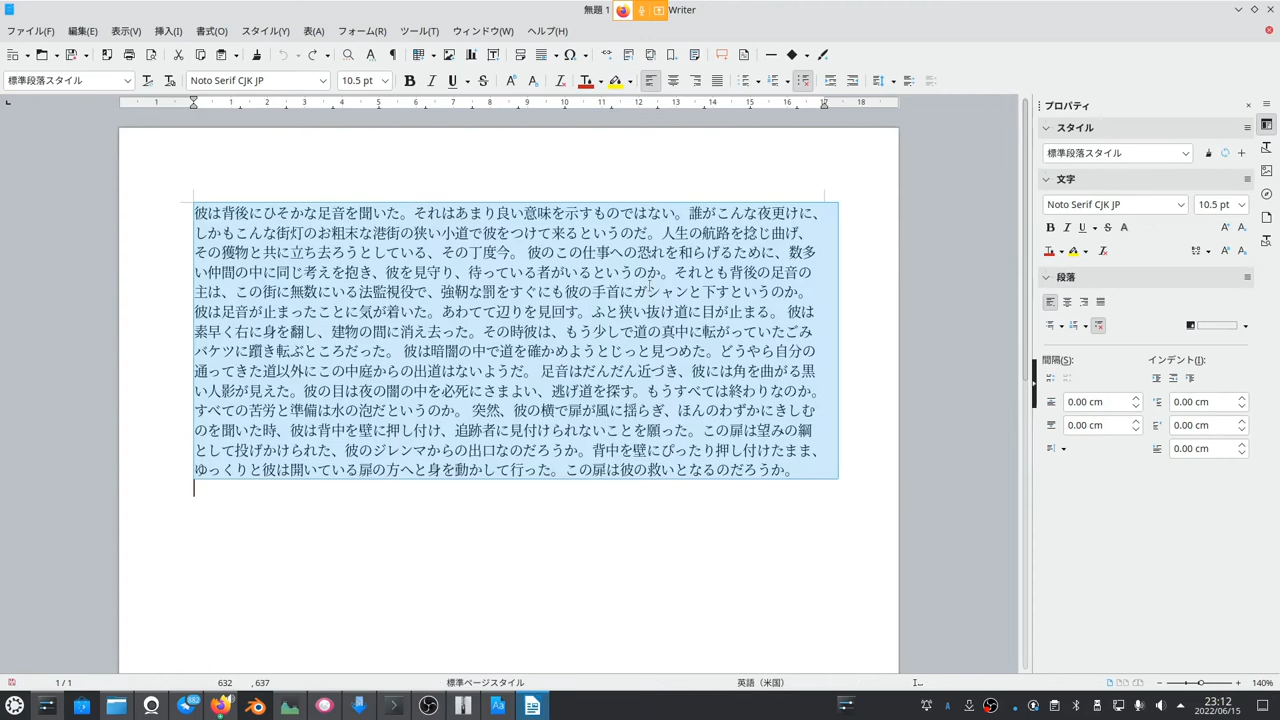 無題 1
Writer
ファイル(F) 編集(E) 表示(V) 挿入(I) 書式(O) スタイル(Y) 表(A) フォーム(R) ツール(T) ウィンドウ(W) ヘルプ(H)
標準段落スタイル
Noto Serif CJK JP
10.5 pt
1 1 2 3 4 5 6 7 8 9 10 11 12 13 14 15 16 17 18
彼は背後にひそかな足音を聞いた。それはあまり良い意味を示すものではない。誰がこんな夜更けに、
しかもこんな街灯のお粗末な港街の狭い小道で彼をつけて来るというのだ。人生の航路を捻じ曲げ、
その獲物と共に立ち去ろうとしている、その丁度今。 彼のこの仕事への恐れを和らげるために、数多
い仲間の中に同じ考えを抱き、彼を見守り、待っている者がいるというのか。それとも背後の足音の
主は、この街に無数にいる法監視役で、強靭な罰をすぐにも彼の手首にガシャンと下すというのか。
彼は足音が止まったことに気が着いた。あわてて辺りを見回す。ふと狭い抜け道に目が止まる。 彼は
素早く右に身を翻し、建物の間に消え去った。その時彼は、もう少しで道の真中に転がっていたごみ
バケツに躓き転ぶところだった。 彼は暗闇の中で道を確かめようとじっと見つめた。どうやら自分の
通ってきた道以外にこの中庭からの出道はないようだ。 足音はだんだん近づき、彼には角を曲がる黒
い人影が見えた。彼の目は夜の闇の中を必死にさまよい、逃げ道を探す。もうすべては終わりなのか。
すべての苦労と準備は水の泡だというのか。 突然、彼の横で扉が風に揺らぎ、ほんのわずかにきしむ
のを聞いた時、彼は背中を壁に押し付け、追跡者に見付けられないことを願った。この扉は望みの綱
として投げかけられた、彼のジレンマからの出口なのだろうか。背中を壁にぴったり押し付けたまま、
ゆっくりと彼は開いている扉の方へと身を動かして行った。この扉は彼の救いとなるのだろうか。
プロパティ
スタイル
標準段落スタイル
文字
Noto Serif CJK JP
10.5 pt
段落
間隔(S): インデント(I):
0.00 cm 0.00 cm
0.00 cm 0.00 cm
0.00 cm
1 / 1 632 , 637 標準ページスタイル 英語 (米国) 140%
882
23:12
2022/06/15